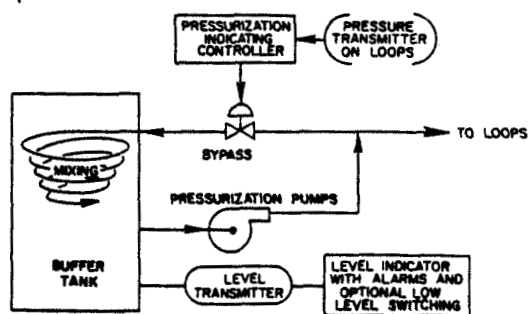 PRESSURIZATION
INDICATING
CONTROLLER
PRESSURE
TRANSMITTER
ON LOOPS
TO LOOPS
BYPASS
MIXING
PRESSURIZATION PUMPS
BUFFER
TANK
LEVEL
TRANSMITTER
LEVEL INDICATOR
WITH ALARMS AND
OPTIONAL LOW
LEVEL SWITCHING